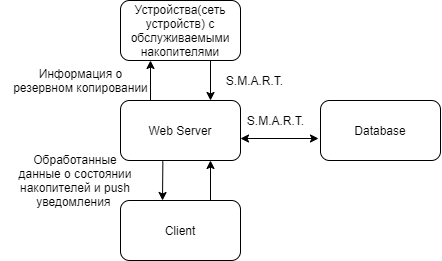 Устройства(сеть
устройств) с
обслуживаемыми
накопителями
Информация о
резервном копировании
S.M.A.R.T.
Web Server
S.M.A.R.T.
Database
Обработанные
данные о состоянии
накопителей и push
уведомления
Client